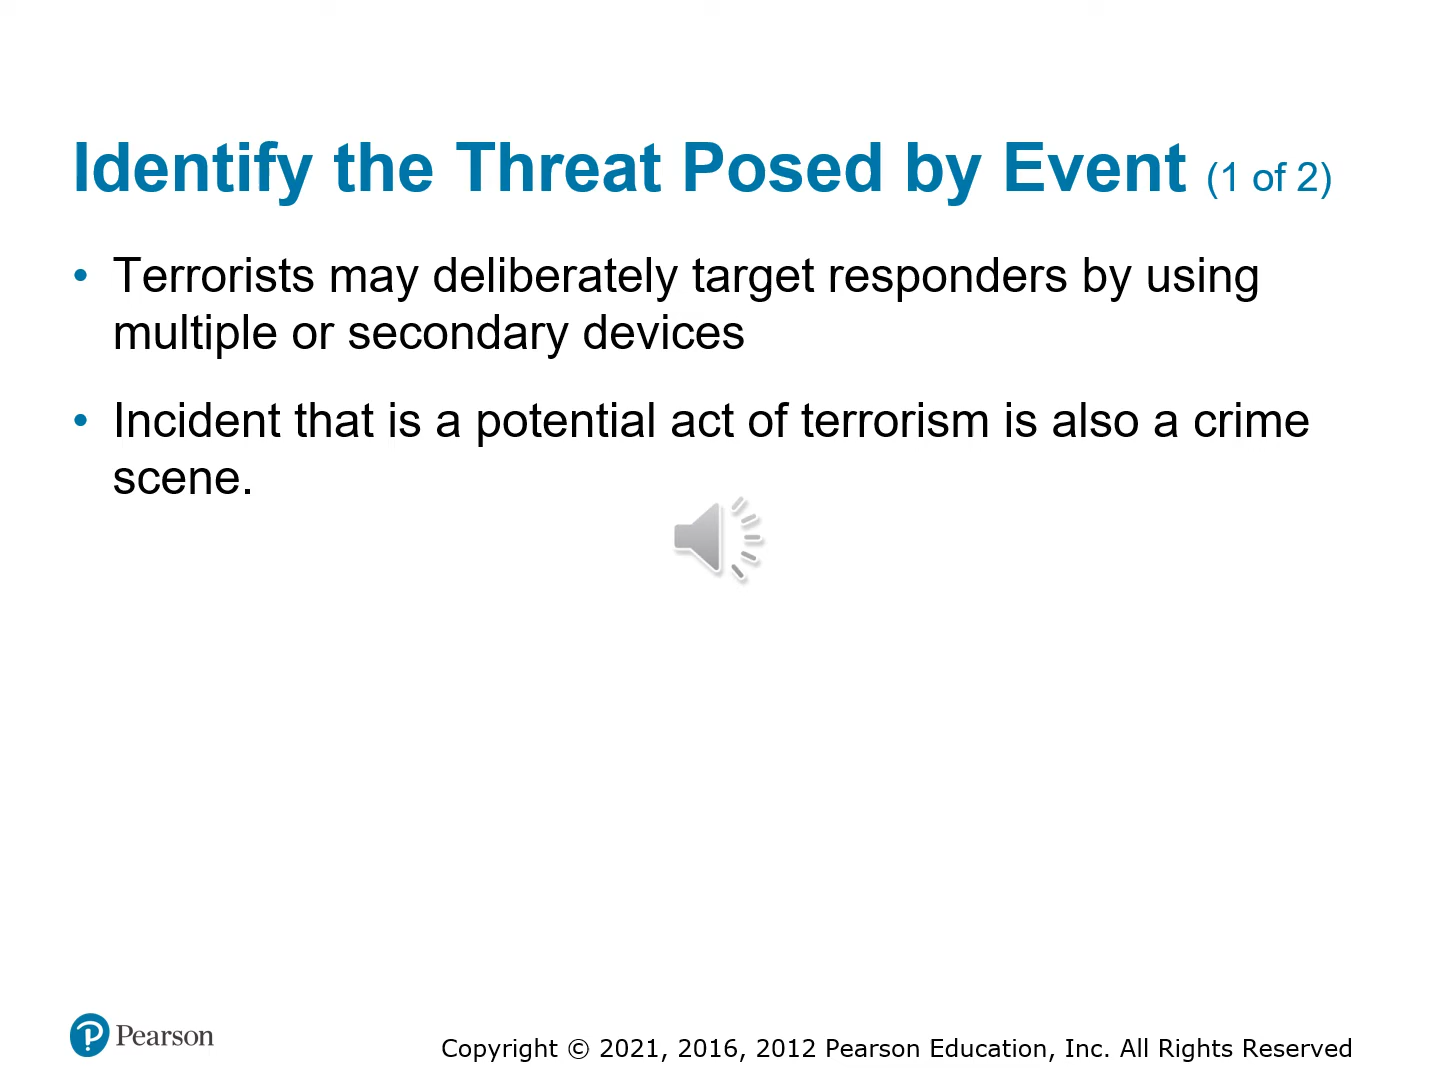 Identify the Threat Posed by Event (1 of 2)
• Terrorists may deliberately target responders by using
multiple or secondary devices
• Incident that is a potential act of terrorism is also a crime
scene.
Pearson
Copyright © 2021, 2016, 2012 Pearson Education, Inc. All Rights Reserved